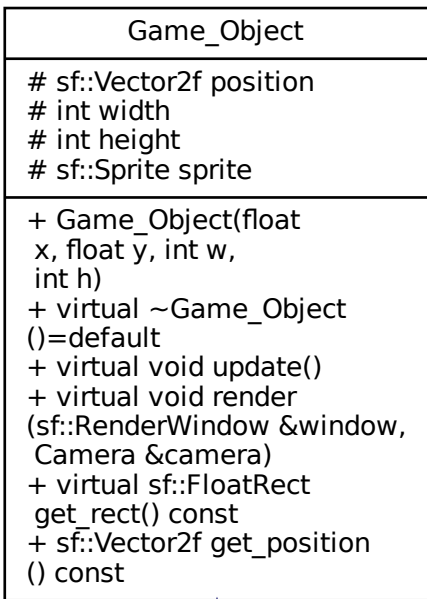 Game_Object
# sf::Vector2f position
# int width
# int height
# sf::Sprite sprite
+ Game_Object(float
x, float y, int w,
int h)
+ virtual ~Game_Object
()=default
+ virtual void update()
+ virtual void render
(sf::RenderWindow &window,
Camera &camera)
+ virtual sf::FloatRect
get_rect() const
+ sf::Vector2f get_position
() const